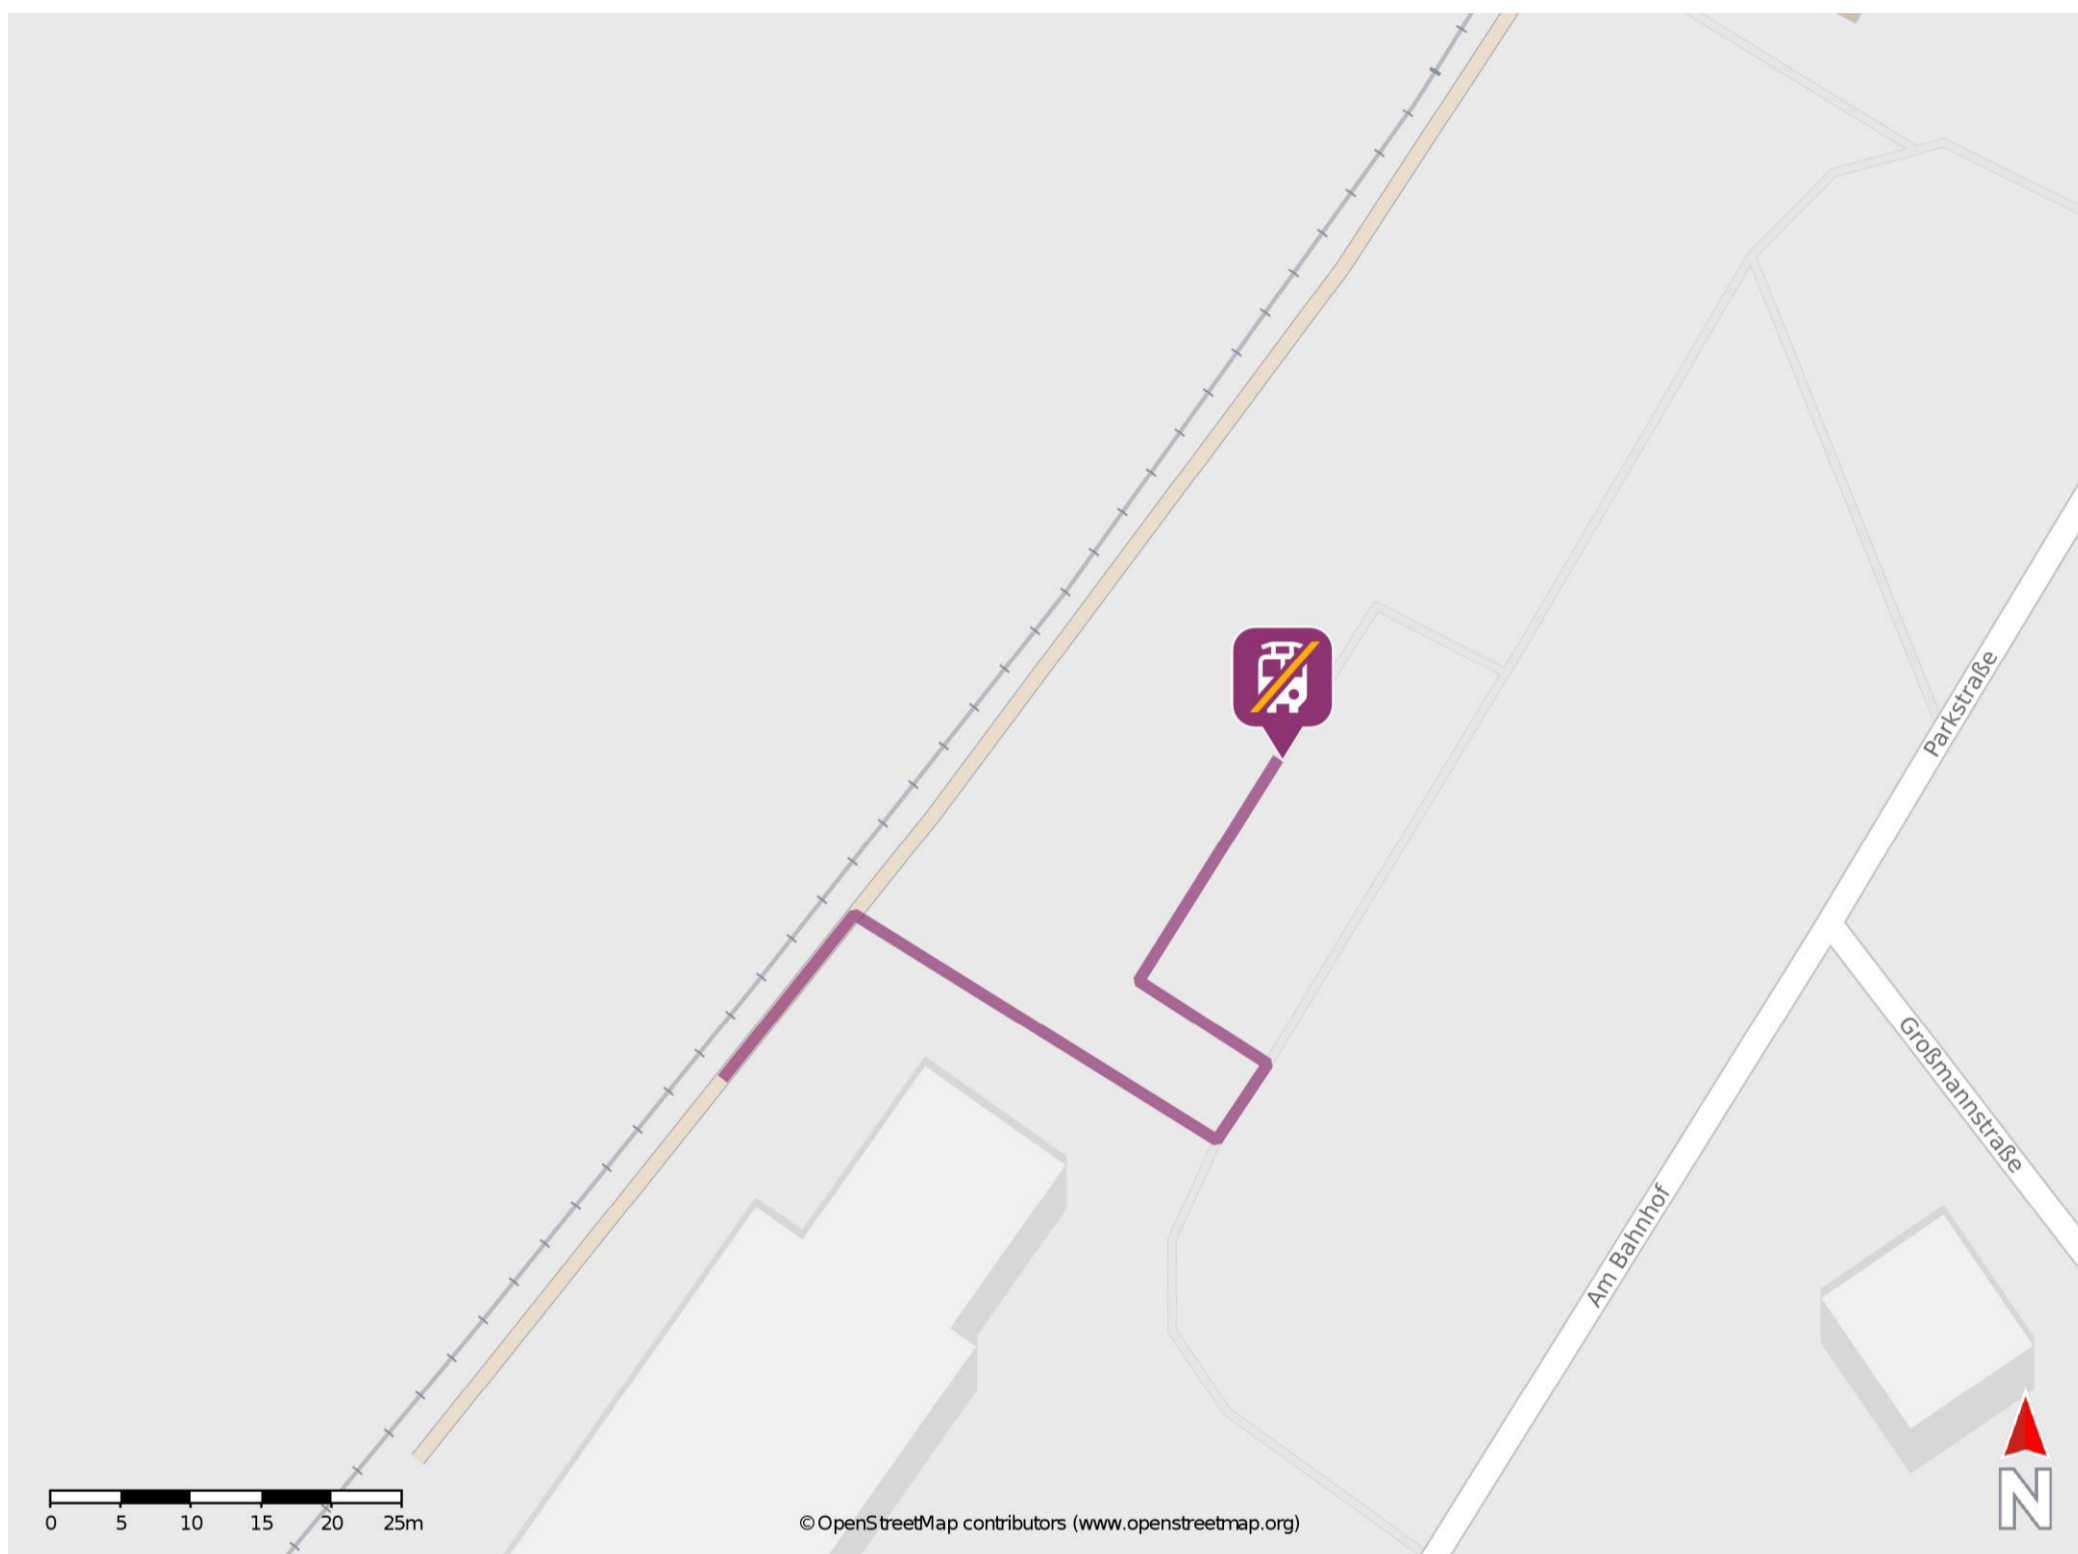 Parkstraße
Großmannstraße
Am Bahnhof
0 5 10 15 20 25m
© OpenStreetMap contributors (www.openstreetmap.org)
N